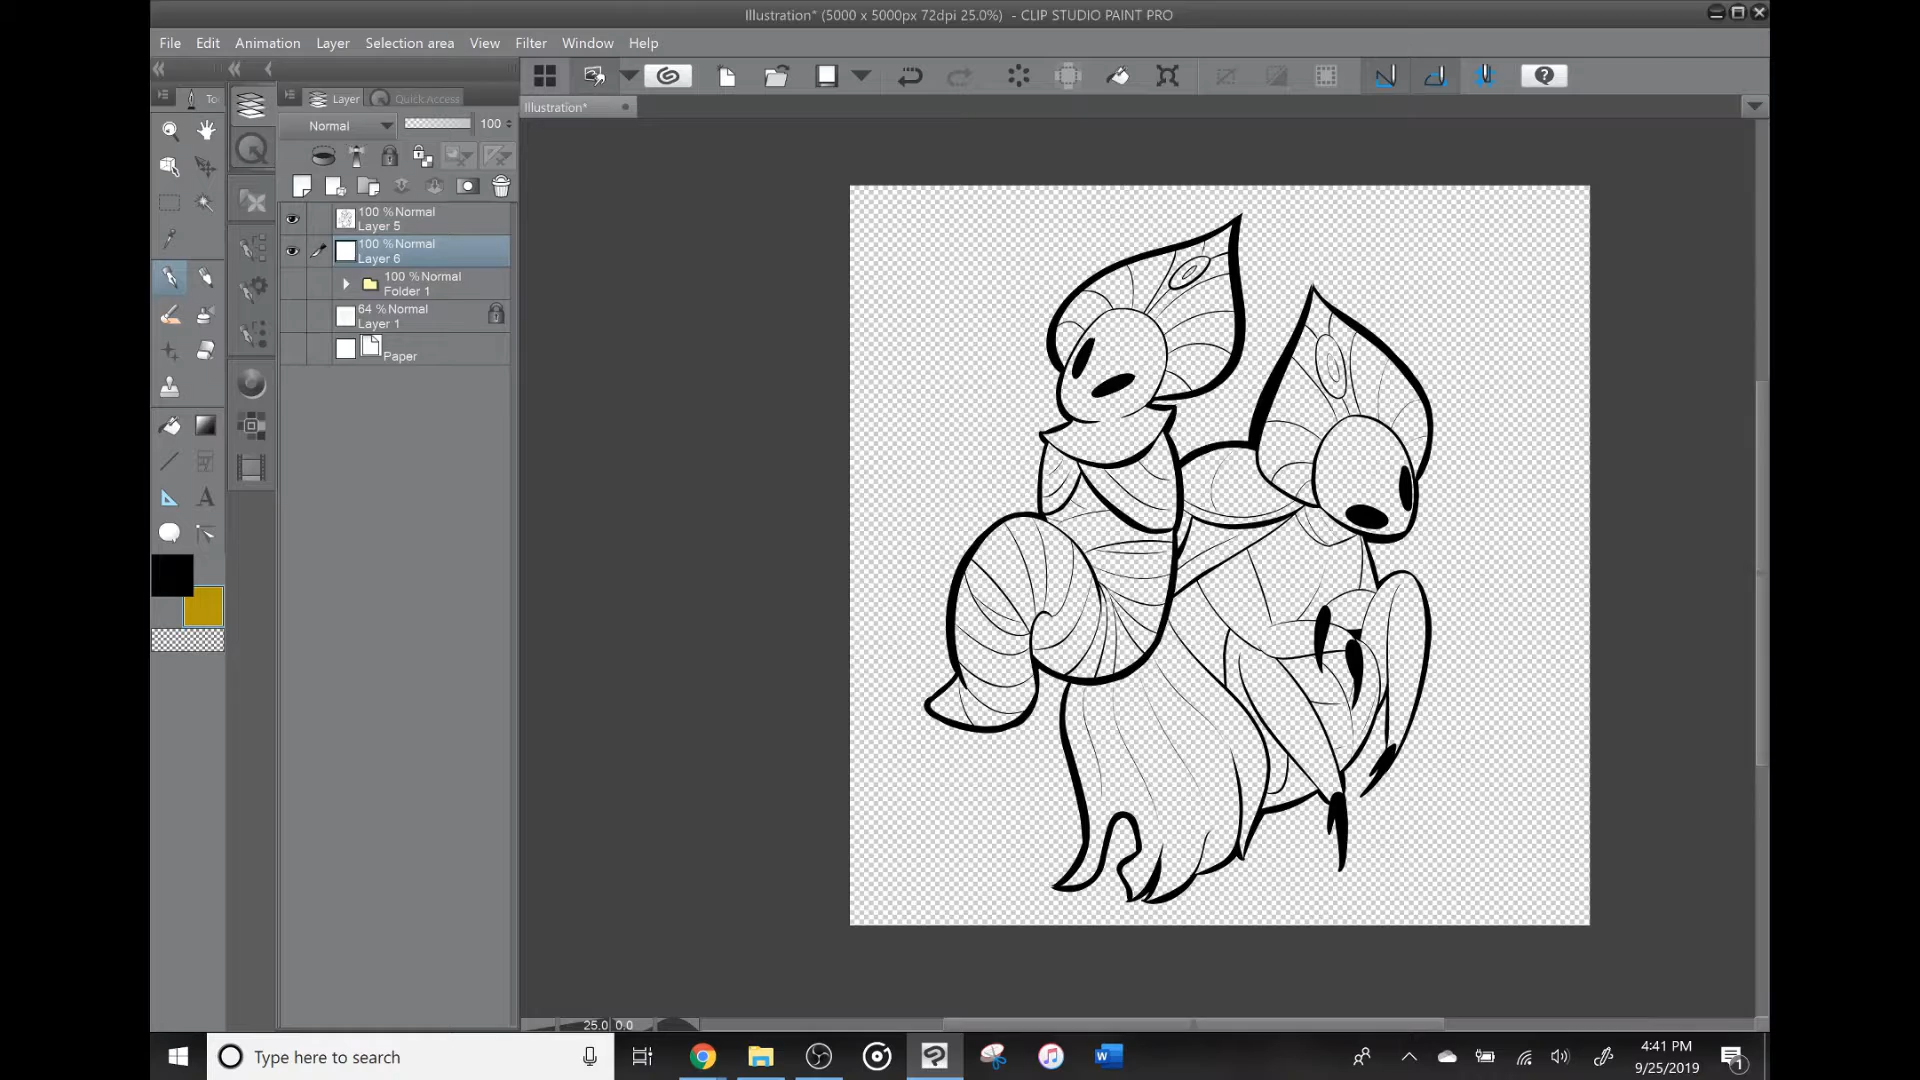 Illustration* (5000 x 5000px 72dpi 25.0%) - CLIP STUDIO PAINT PRO
File Edit Animation Layer Selection area View Filter Window Help
To Layer Quick Access
Illustration*
Normal 100
100 % Normal
Layer 5
100 % Normal
Layer 6
100 % Normal
Folder 1
64 % Normal
Layer 1
Paper
A
25.0 0.0
Type here to search
W
4:41 PM
9/25/2019
1